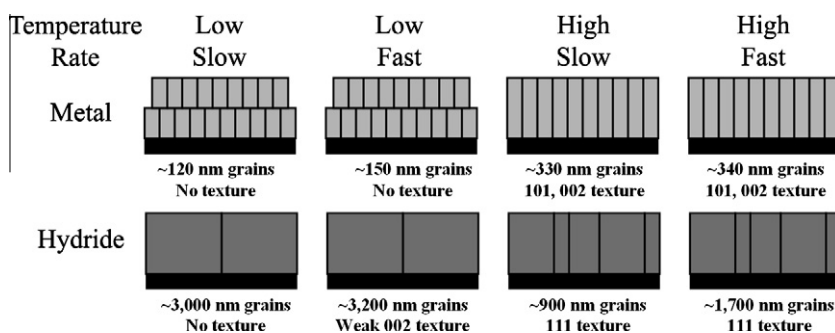 Temperature Low Low High High
Rate Slow Fast Slow Fast
Metal
~120 nm grains ~150 nm grains ~330 nm grains ~340 nm grains
No texture No texture 101, 002 texture 101, 002 texture
Hydride
~3,000 nm grains ~3,200 nm grains ~900 nm grains ~1,700 nm grains
No texture Weak 002 texture 111 texture 111 texture